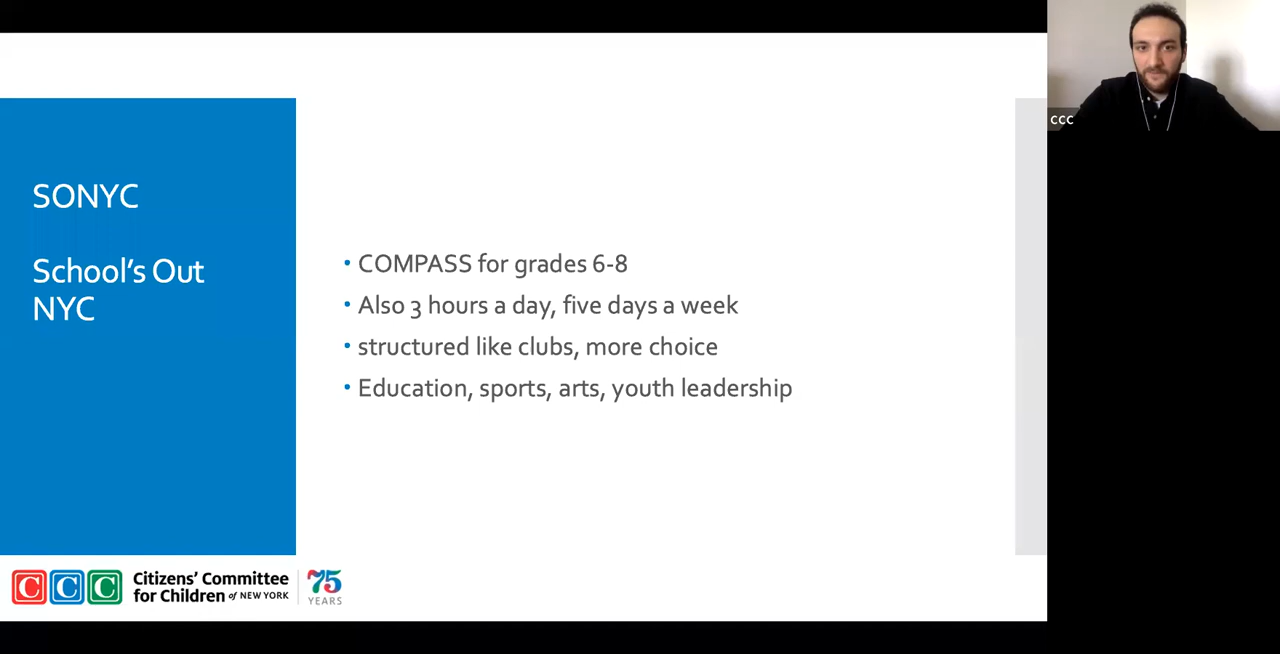 SONYC
School's Out
NYC
• COMPASS for grades 6-8
• Also 3 hours a day, five days a week
• structured like clubs, more choice
• Education, sports, arts, youth leadership
CCC
C C C
Citizens' Committee
for Children of NEW YORK
75
YEARS